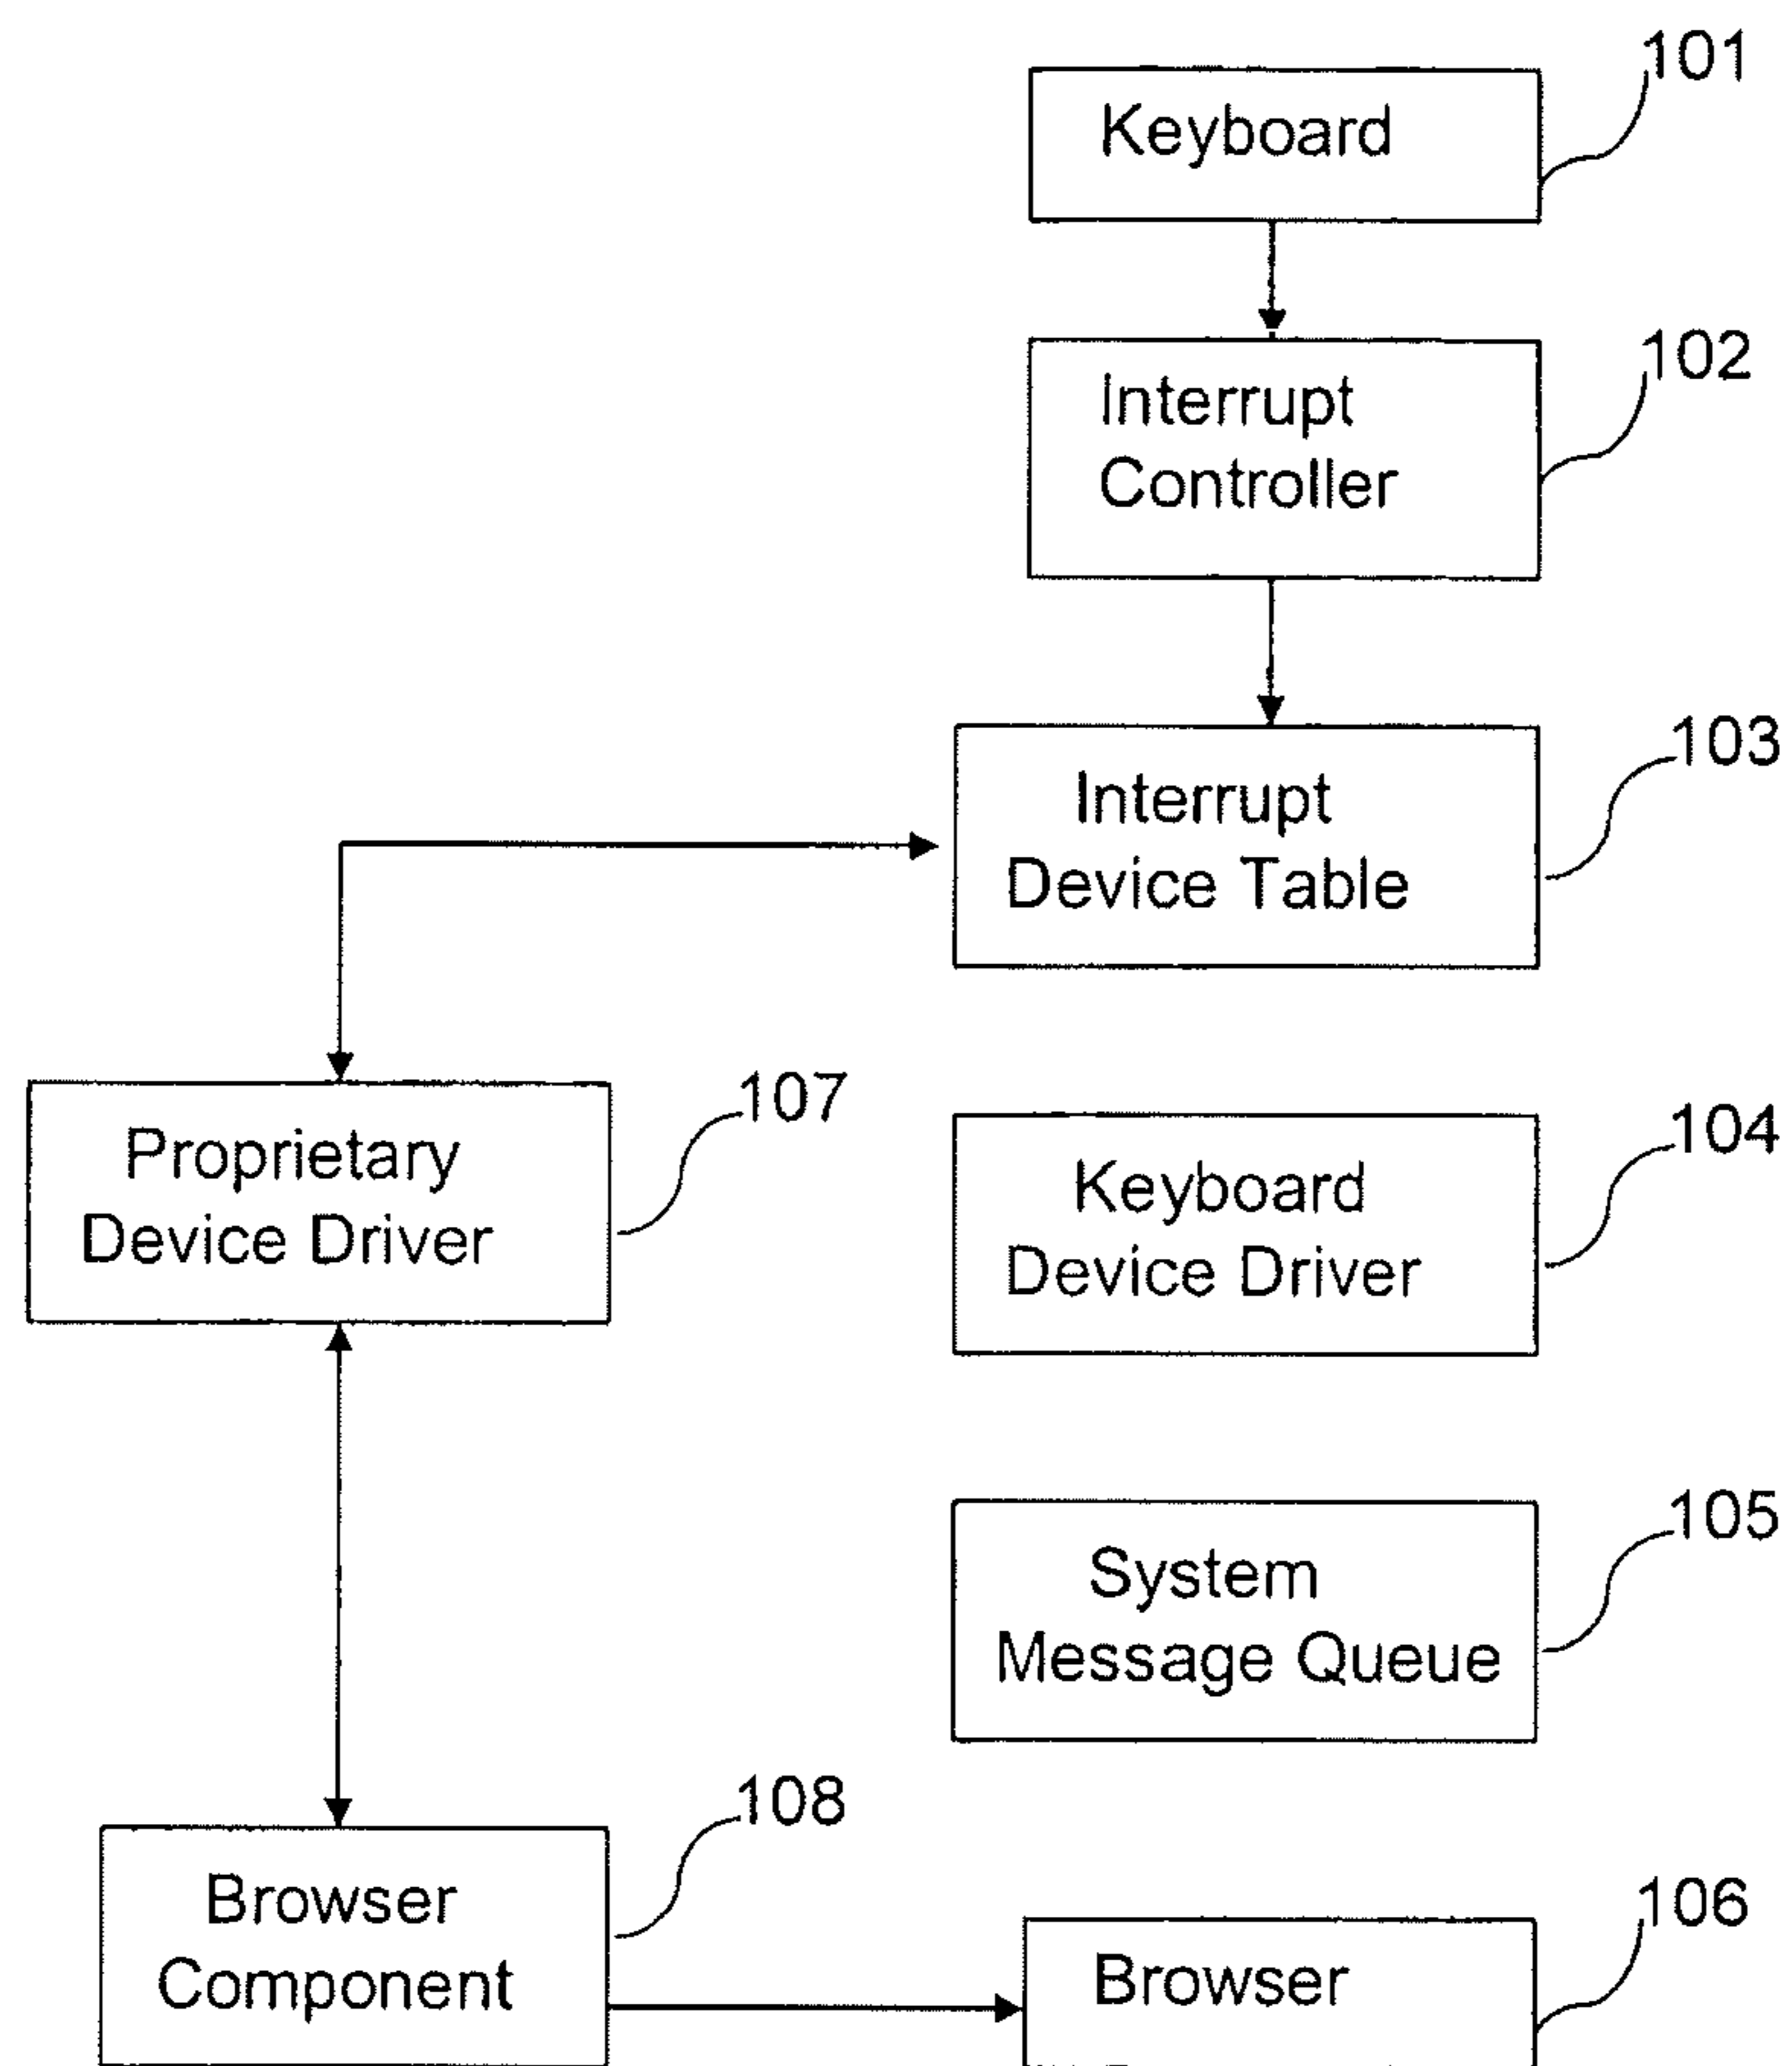 101
Keyboard
102
Interrupt
Controller
103
Interrupt
Device Table
107
Proprietary
Device Driver
104
Keyboard
Device Driver
105
System
Message Queue
108
Browser
Component
106
Browser